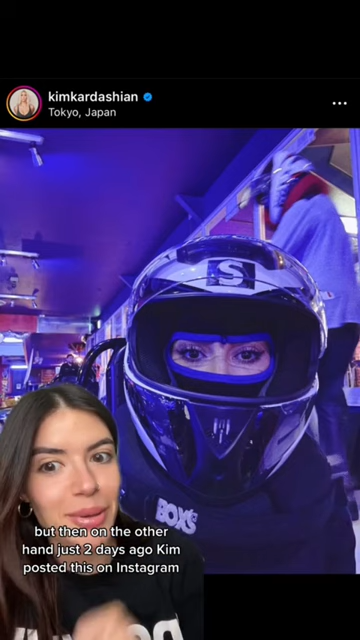 kimkardashian
Tokyo, Japan
S
BOXS
but then on the other
hand just 2 days ago Kim
posted this on Instagram